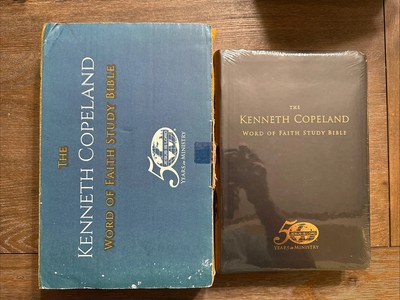 THE
KENNETH COPELAND
WORD OF FAITH STUDY BIBLE
50
YEARS of MINISTRY
THE
KENNETH COPELAND
WORD OF FAITH STUDY BIBLE
50
YEARS of MINISTRY